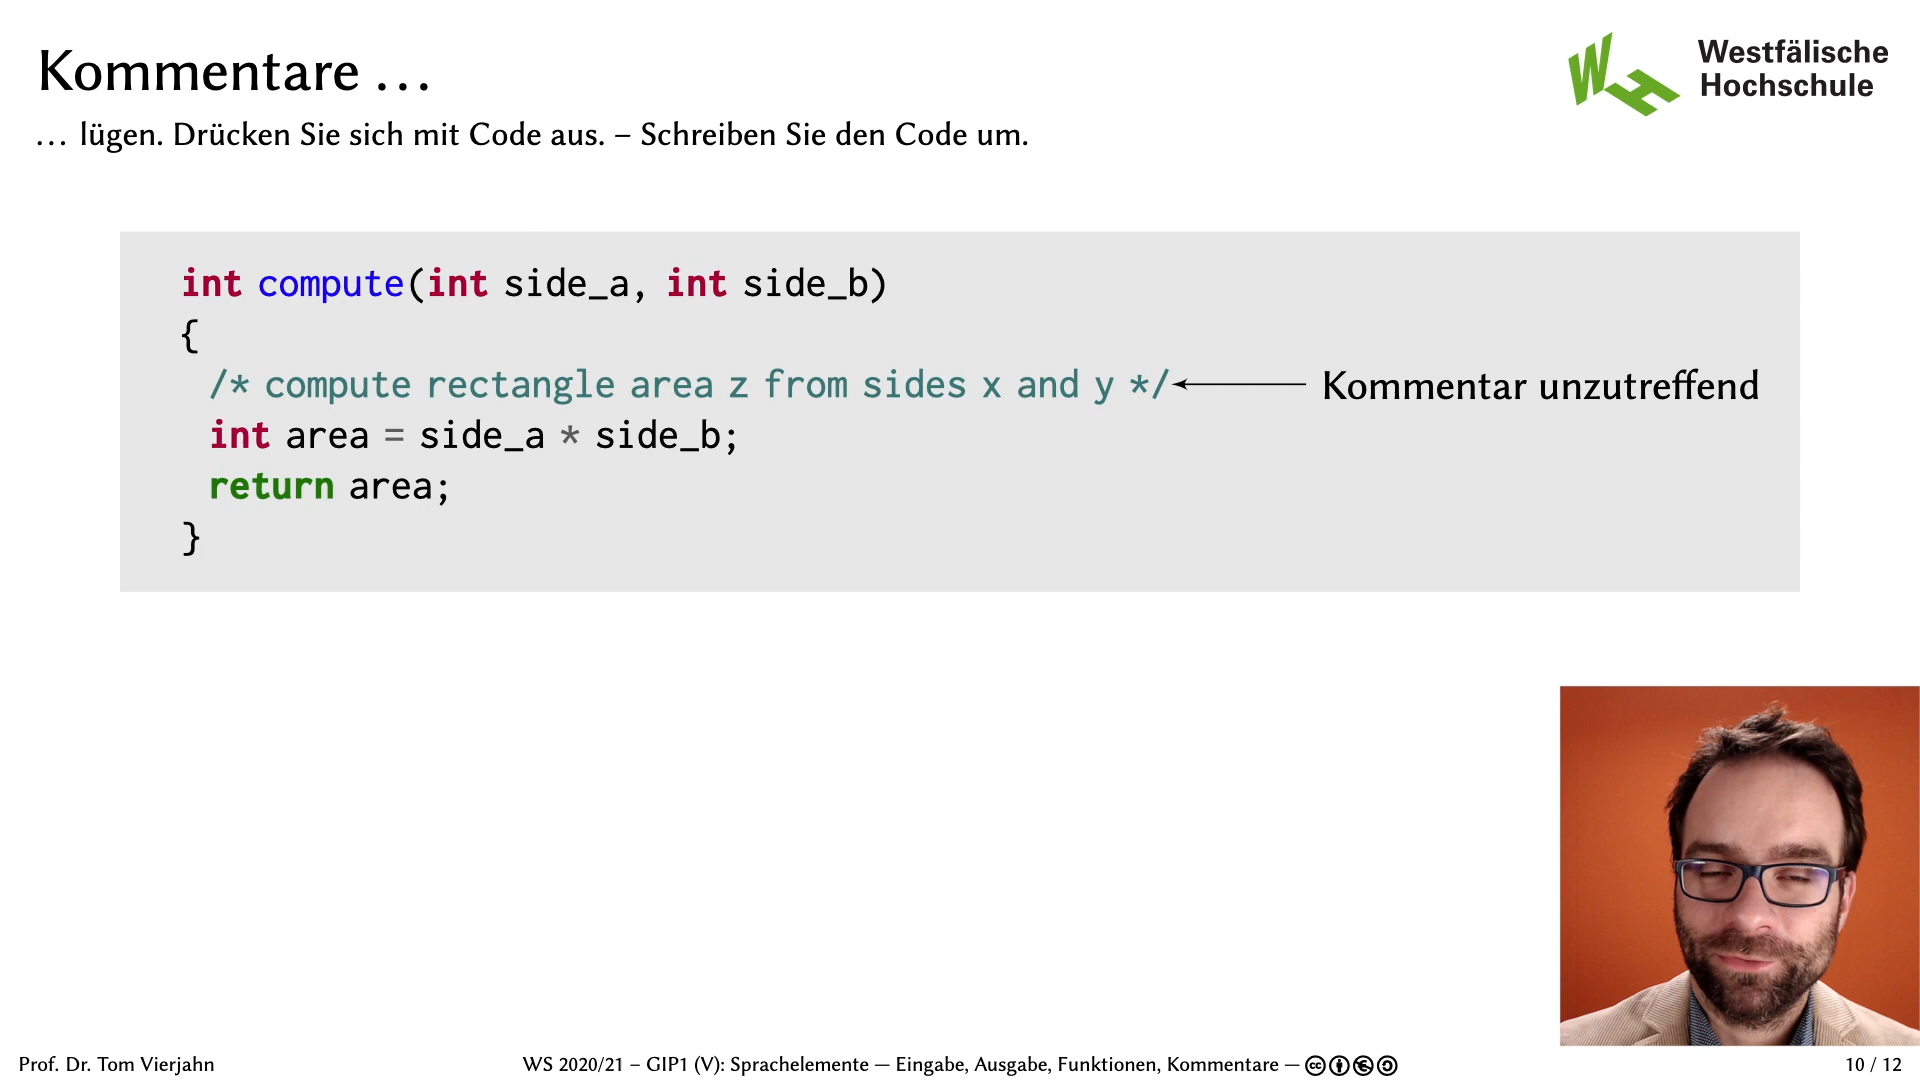 Kommentare …
… lügen. Drücken Sie sich mit Code aus. – Schreiben Sie den Code um.
Westfälische
Hochschule
int compute(int side_a, int side_b)
{
/* compute rectangle area z from sides x and y */
Kommentar unzutreffend
int area = side_a * side_b;
return area;
}
Prof. Dr. Tom Vierjahn
WS 2020/21 – GIP1 (V): Sprachelemente — Eingabe, Ausgabe, Funktionen, Kommentare —
10 / 12